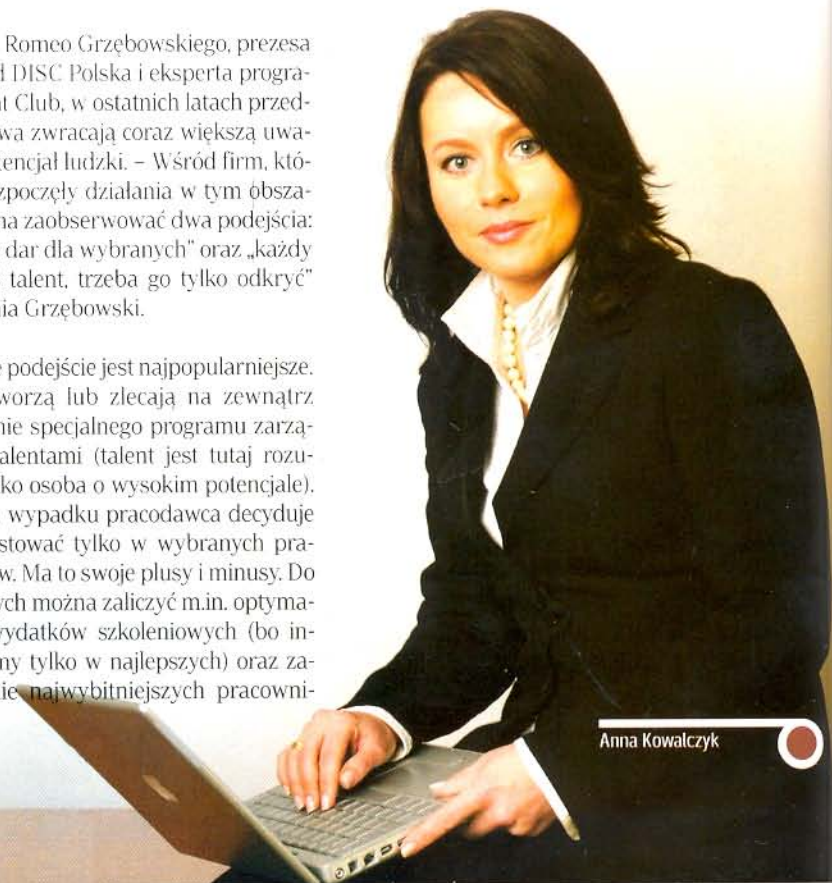 Romeo Grzębowskiego, prezesa
DISC Polska i eksperta progra-
Club, w ostatnich latach przed-
wa zwracają coraz większą uwa-
encjał ludzki. – Wśród firm, któ-
zpoczęły działania w tym obsza-
na zaobserwować dwa podejścia:
dar dla wybranych” oraz „każdy
talent, trzeba go tylko odkryć”
nia Grzębowski.
podejście jest najpopularniejsze.
worzą lub zlecają na zewnątrz
nie specjalnego programu zarzą-
alentami (talent jest tutaj rozu-
ko osoba o wysokim potencjale).
wypadku pracodawca decyduje
stować tylko w wybranych pra-
w. Ma to swoje plusy i minusy. Do
ych można zaliczyć m.in. optyma-
wydatków szkoleniowych (bo in-
my tylko w najlepszych) oraz za-
ie najwybitniejszych pracowni-
Anna Kowalczyk